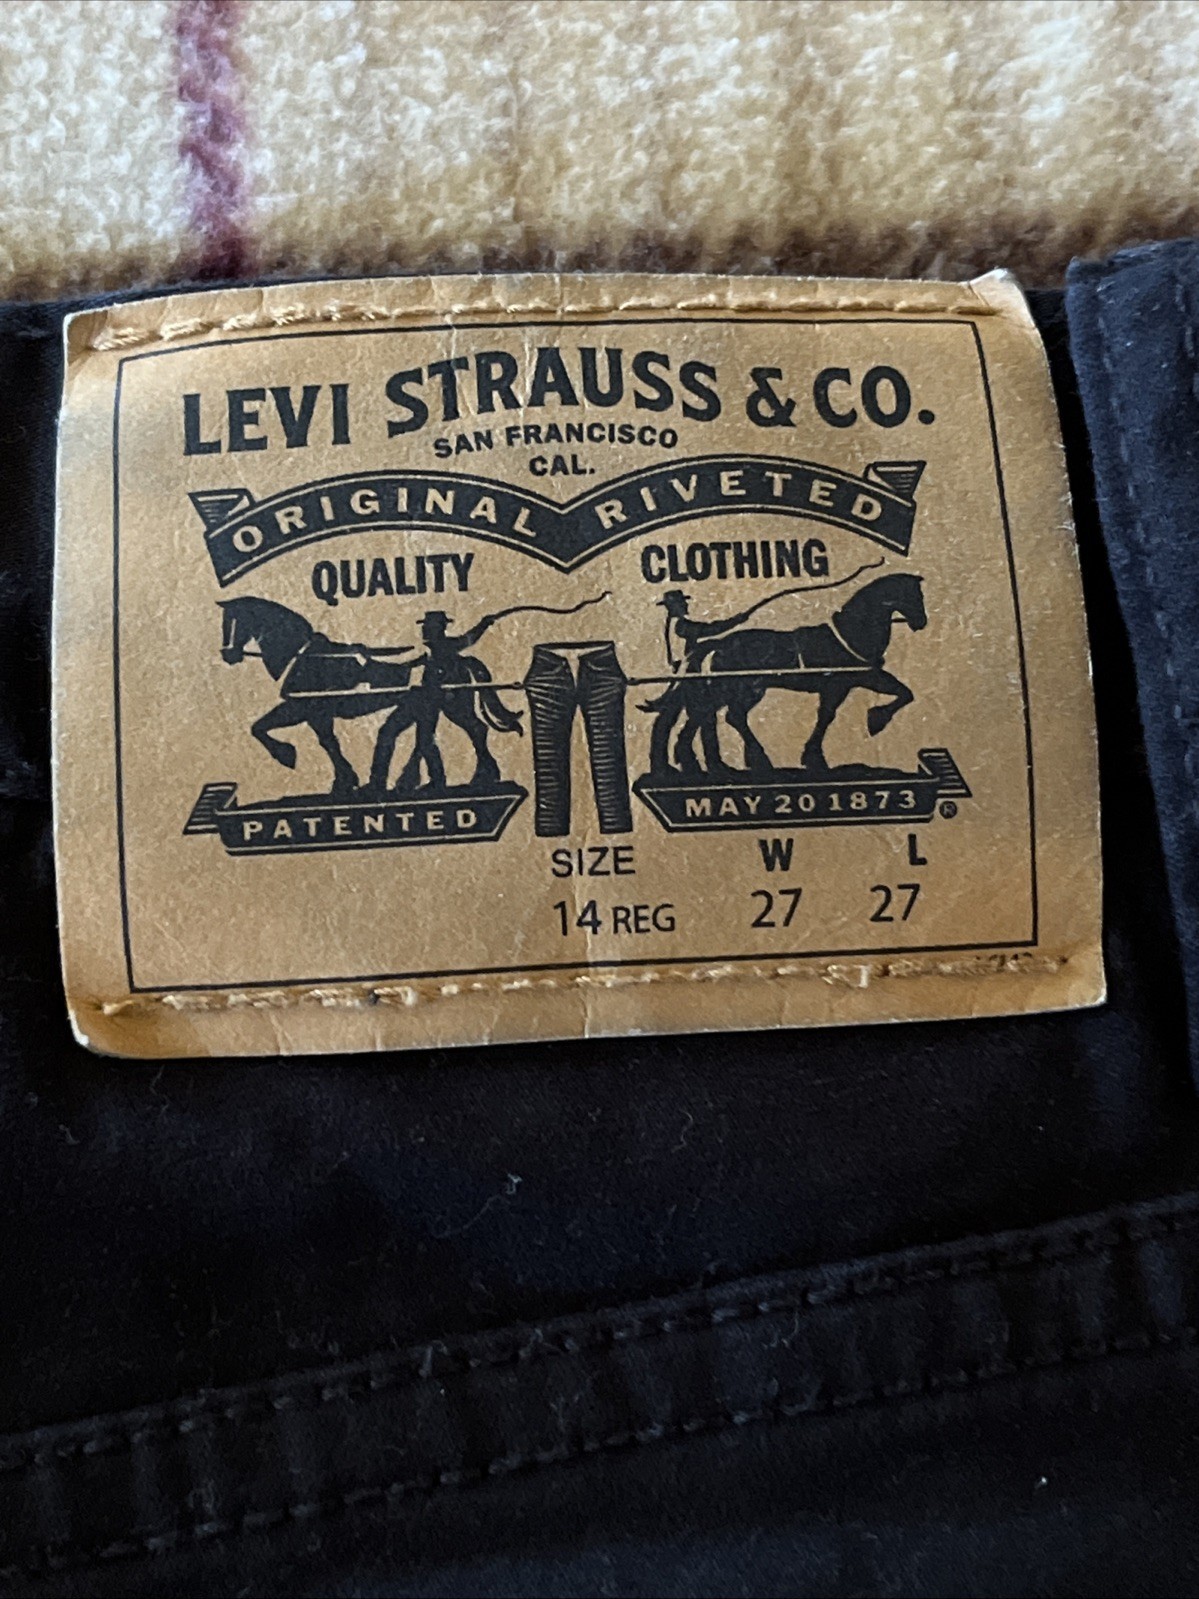 LEVI STRAUSS & CO.
SAN FRANCISCO
CAL.
ORIGINAL RIVETED
QUALITY CLOTHING
PATENTED MAY 20 1873 ®
SIZE W L
14 REG 27 27